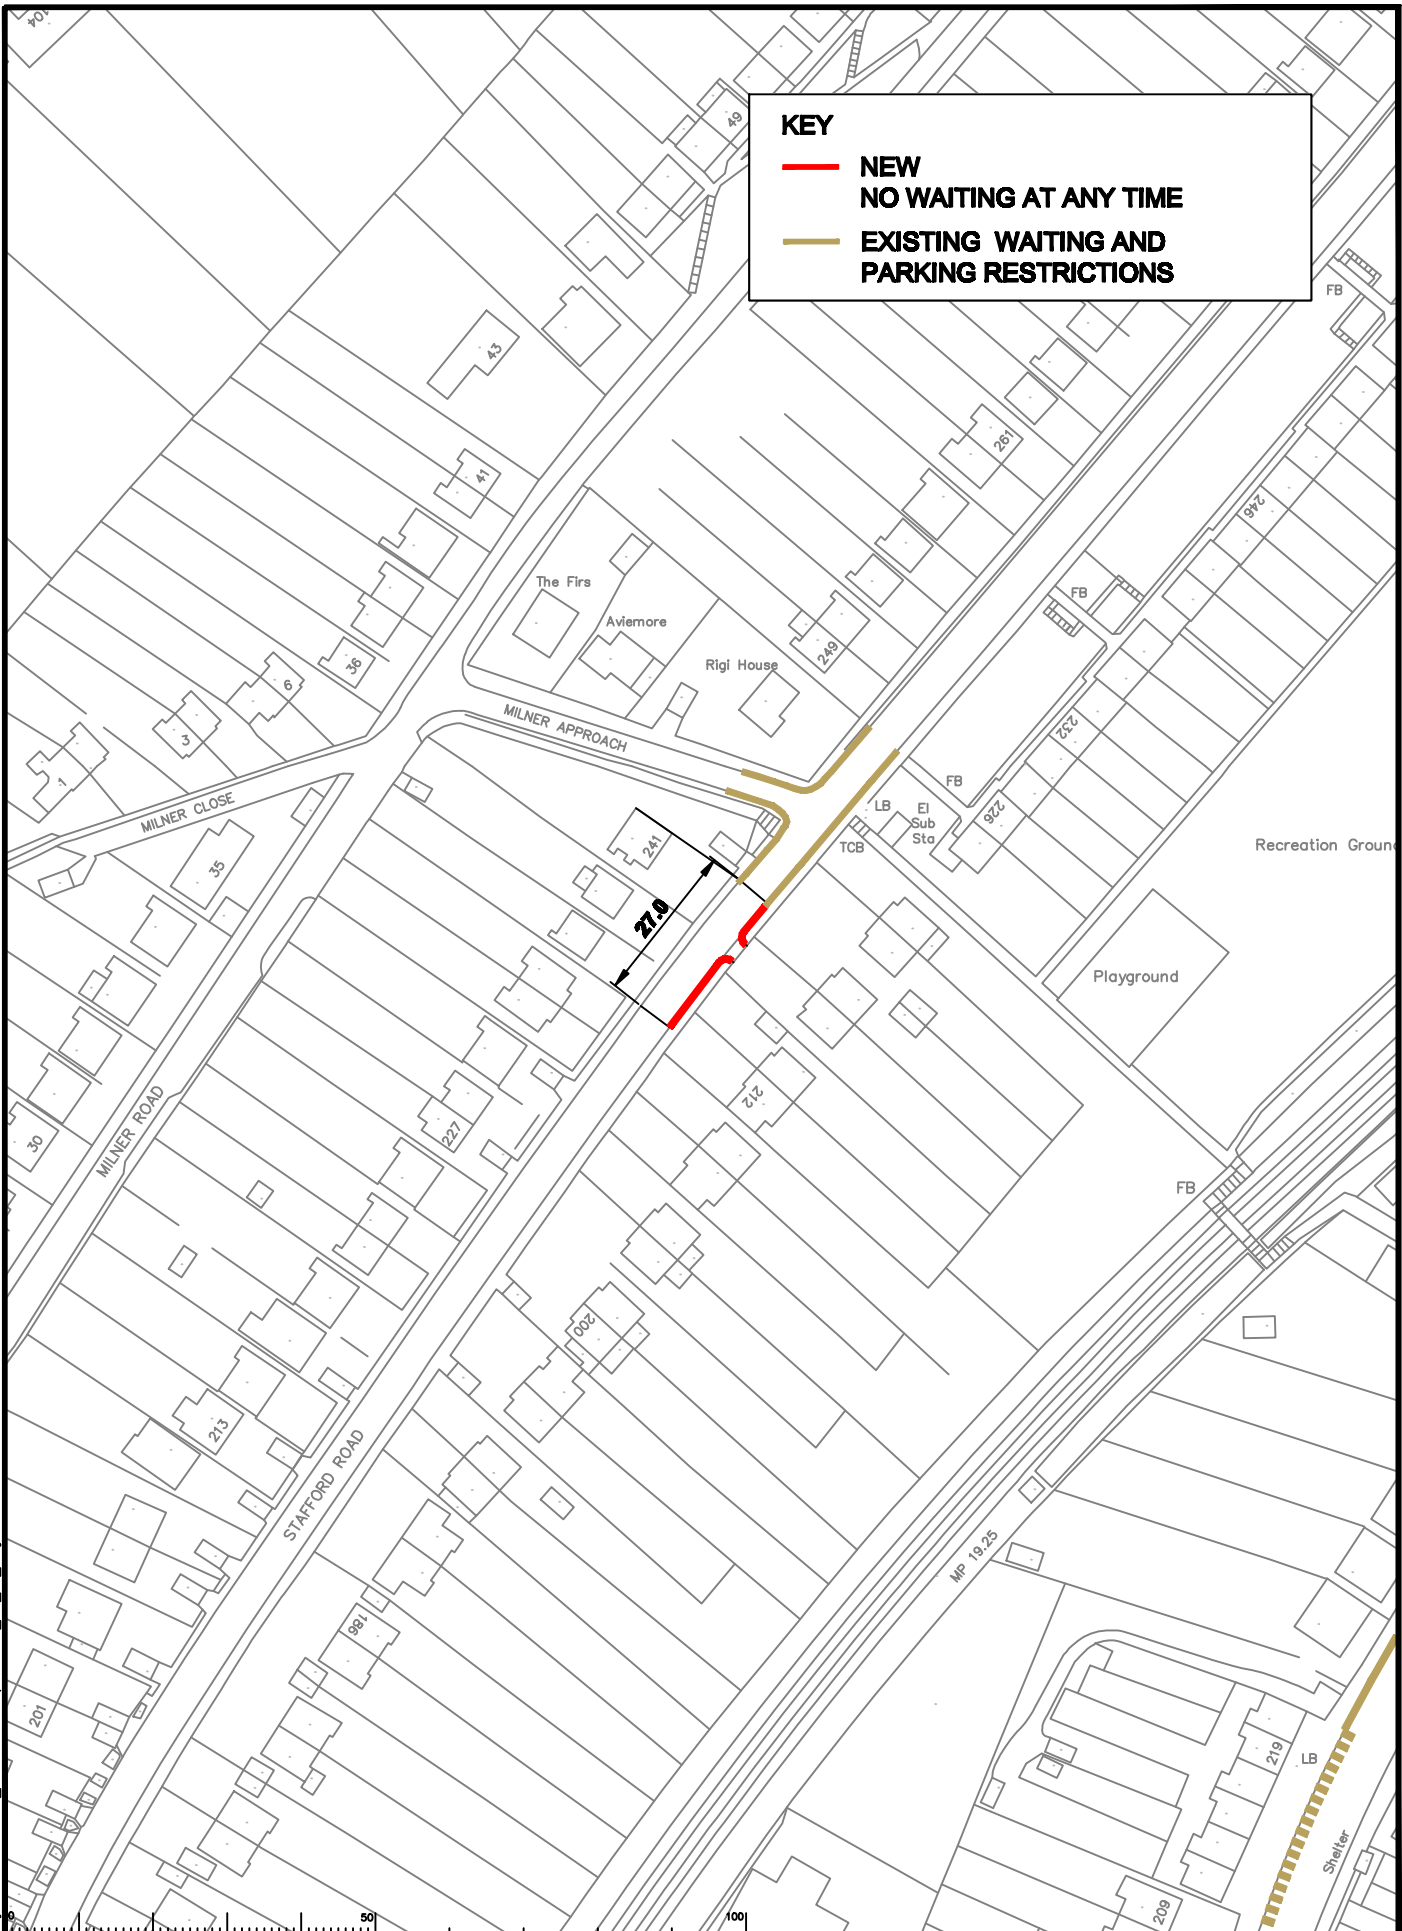 104
49
KEY
NEW
NO WAITING AT ANY TIME
EXISTING WAITING AND
PARKING RESTRICTIONS
FB
43
41
261
246
The Firs
Aviemore
Rigi House
249
FB
36
6
3
1
MILNER APPROACH
232
MILNER CLOSE
FB
LB
El
Sub
Sta
TCB
226
Recreation Groun
241
35
27.0
Playground
212
MILNER ROAD
30
227
FB
200
213
STAFFORD ROAD
MP 19.25
186
201
219
LB
Shelter
209
0
50
100